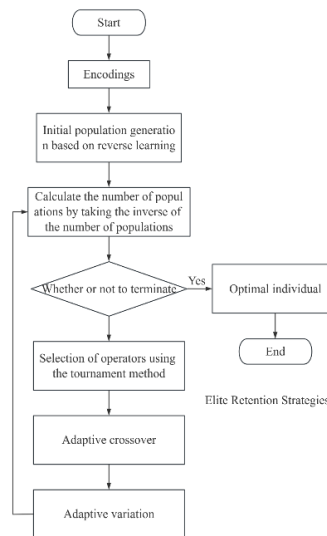 Start
Encodings
Initial population generatio
n based on reverse learning
Calculate the number of popul
ations by taking the inverse of
the number of populations
Whether or not to terminate
Yes
Optimal individual
End
Selection of operators using
the tournament method
Elite Retention Strategies
Adaptive crossover
Adaptive variation